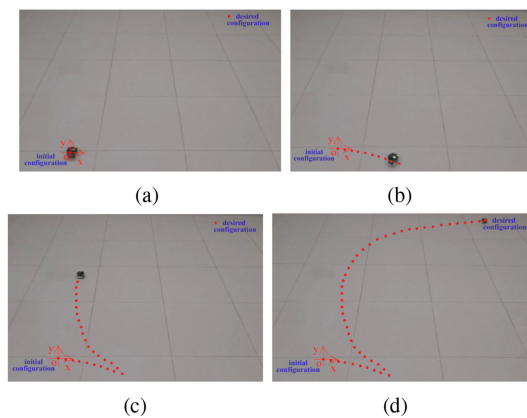 desired
configuration
y
o
x
initial
configuration
(a)
desired
configuration
y
o
x
initial
configuration
(b)
desired
configuration
y
o
x
initial
configuration
(c)
desired
configuration
y
o
x
initial
configuration
(d)